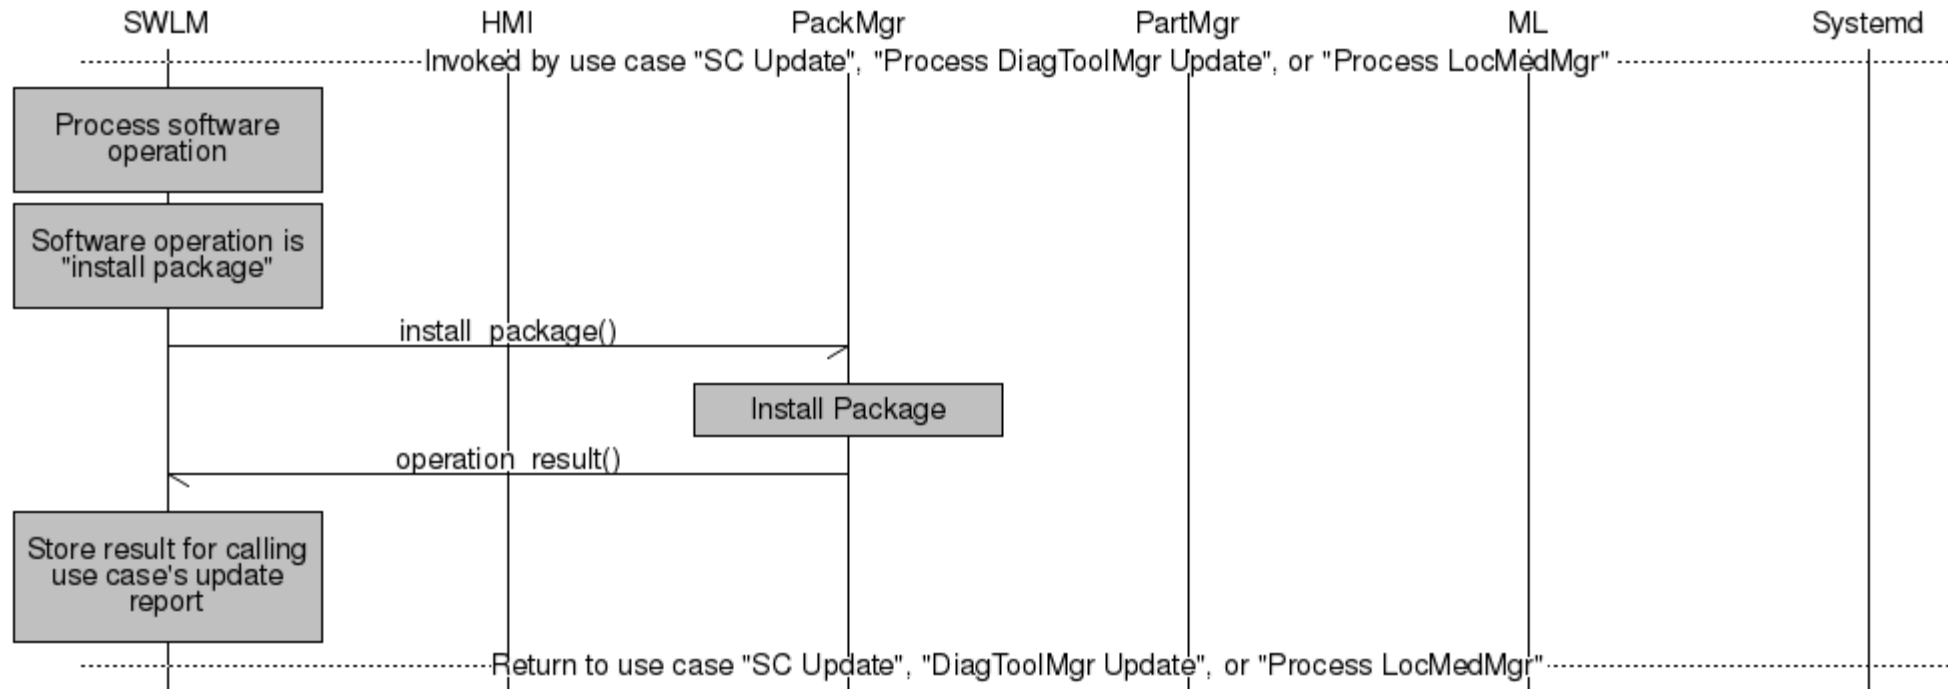 SWLM HMI PackMgr PartMgr ML Systemd
Invoked by use case "SC Update", "Process DiagToolMgr Update", or "Process LocMedMgr"
Process software
operation
Software operation is
"install package"
install_package()
Install Package
operation_result()
Store result for calling
use case's update
report
Return to use case "SC Update", "DiagToolMgr Update", or "Process LocMedMgr"